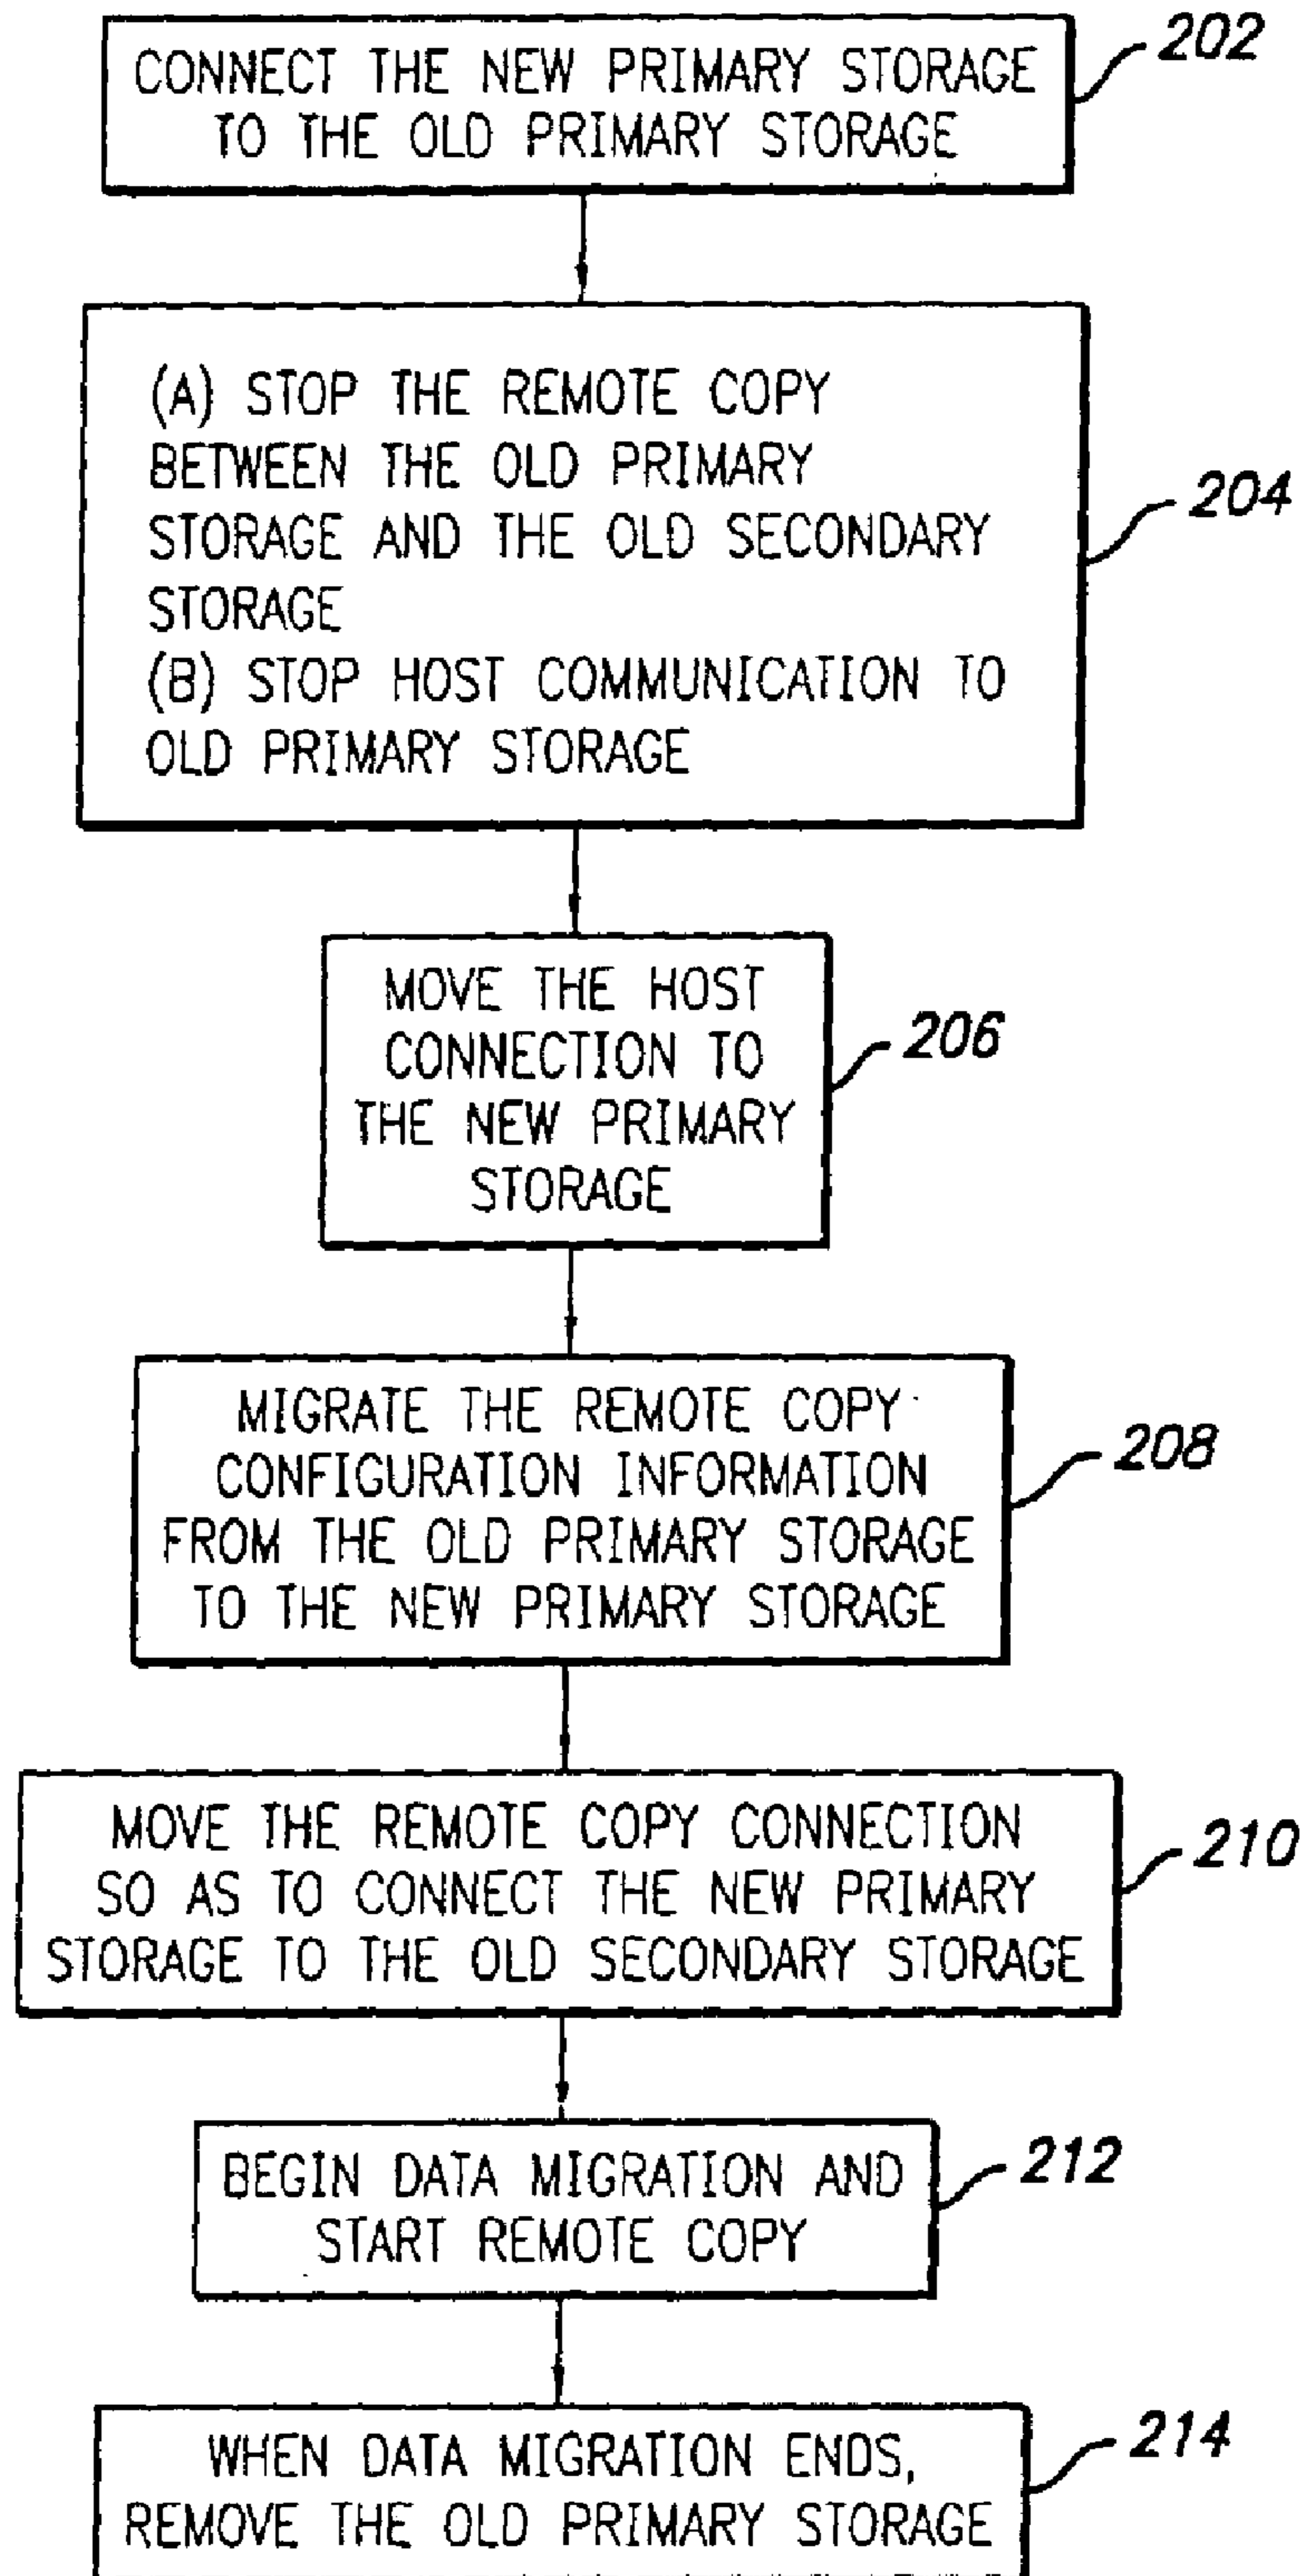 CONNECT THE NEW PRIMARY STORAGE
TO THE OLD PRIMARY STORAGE
202
(A) STOP THE REMOTE COPY
BETWEEN THE OLD PRIMARY
STORAGE AND THE OLD SECONDARY
STORAGE
(B) STOP HOST COMMUNICATION TO
OLD PRIMARY STORAGE
204
MOVE THE HOST
CONNECTION TO
THE NEW PRIMARY
STORAGE
206
MIGRATE THE REMOTE COPY
CONFIGURATION INFORMATION
FROM THE OLD PRIMARY STORAGE
TO THE NEW PRIMARY STORAGE
208
MOVE THE REMOTE COPY CONNECTION
SO AS TO CONNECT THE NEW PRIMARY
STORAGE TO THE OLD SECONDARY STORAGE
210
BEGIN DATA MIGRATION AND
START REMOTE COPY
212
WHEN DATA MIGRATION ENDS,
REMOVE THE OLD PRIMARY STORAGE
214